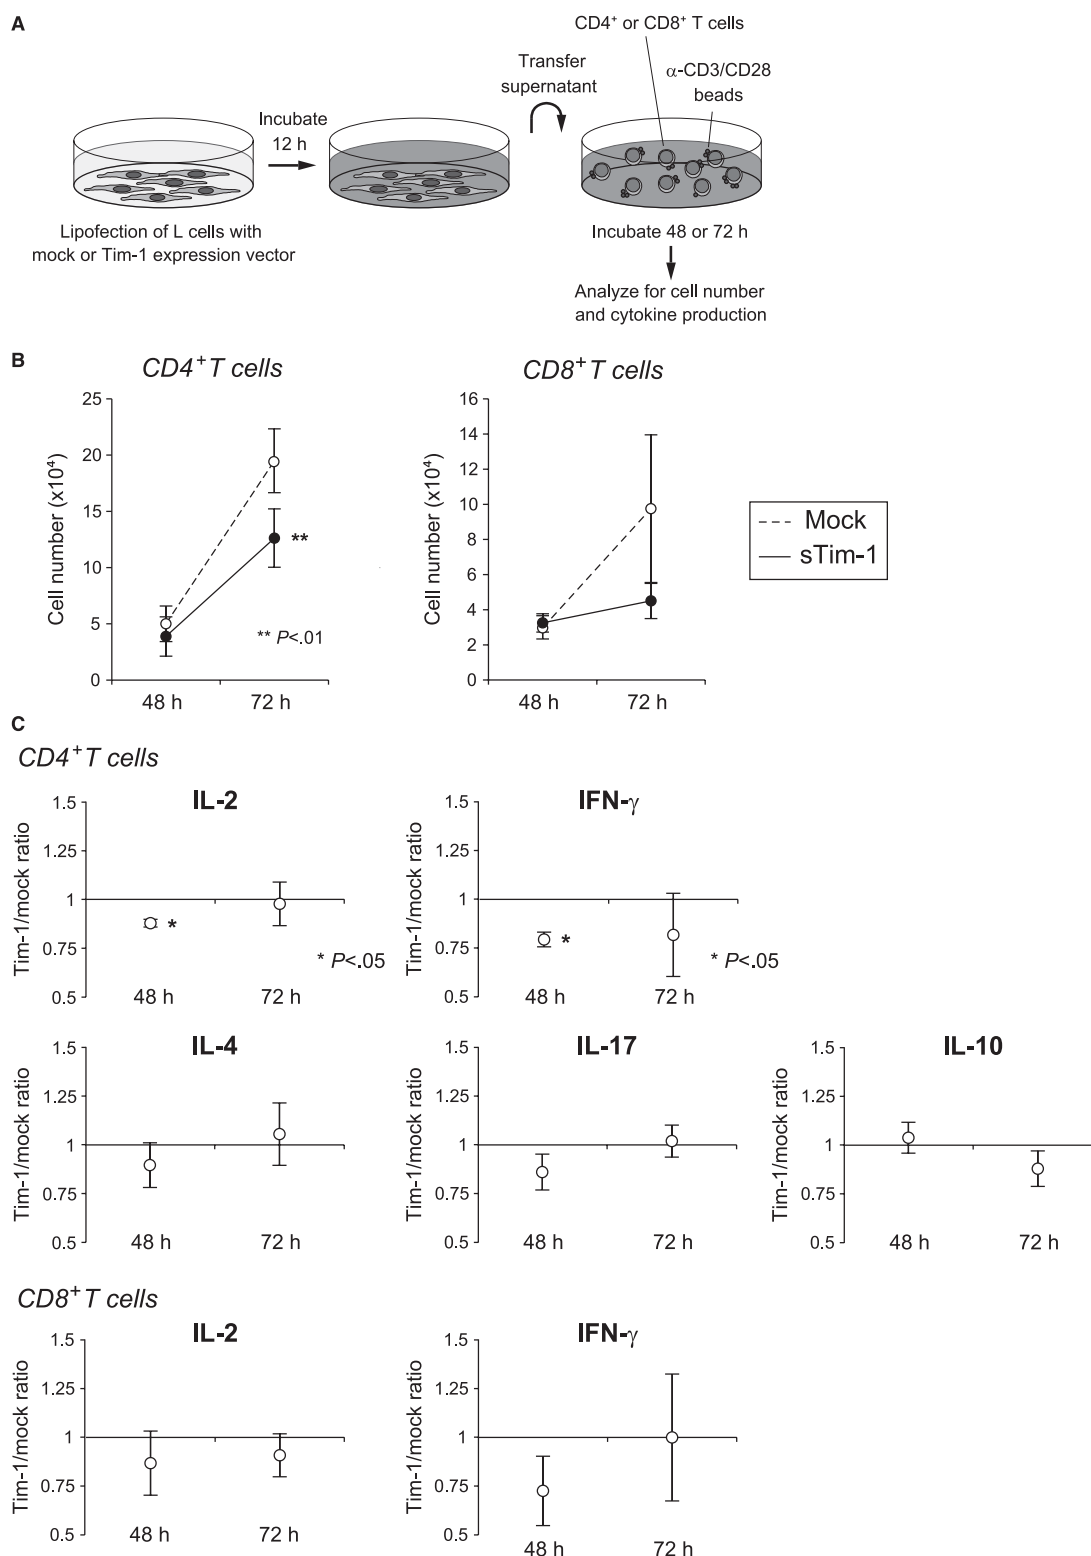 A
Lipofection of L cells with
mock or Tim-1 expression vector
Incubate
12 h
Transfer
supernatant
CD4⁺ or CD8⁺ T cells
α-CD3/CD28
beads
Incubate 48 or 72 h
Analyze for cell number
and cytokine production
B
CD4⁺T cells
Cell number (x10⁴)
25
20
15
10
5
0
**
** P<.01
48 h
72 h
CD8⁺T cells
Cell number (x10⁴)
16
14
12
10
8
6
4
2
0
48 h
72 h
Mock
sTim-1
C
CD4⁺T cells
IL-2
Tim-1/mock ratio
1.5
1.25
1
0.75
0.5
*
* P<.05
48 h
72 h
IFN-γ
Tim-1/mock ratio
1.5
1.25
1
0.75
0.5
*
* P<.05
48 h
72 h
IL-4
Tim-1/mock ratio
1.5
1.25
1
0.75
0.5
48 h
72 h
IL-17
Tim-1/mock ratio
1.5
1.25
1
0.75
0.5
48 h
72 h
IL-10
Tim-1/mock ratio
1.5
1.25
1
0.75
0.5
48 h
72 h
CD8⁺T cells
IL-2
Tim-1/mock ratio
1.5
1.25
1
0.75
0.5
48 h
72 h
IFN-γ
Tim-1/mock ratio
1.5
1.25
1
0.75
0.5
48 h
72 h